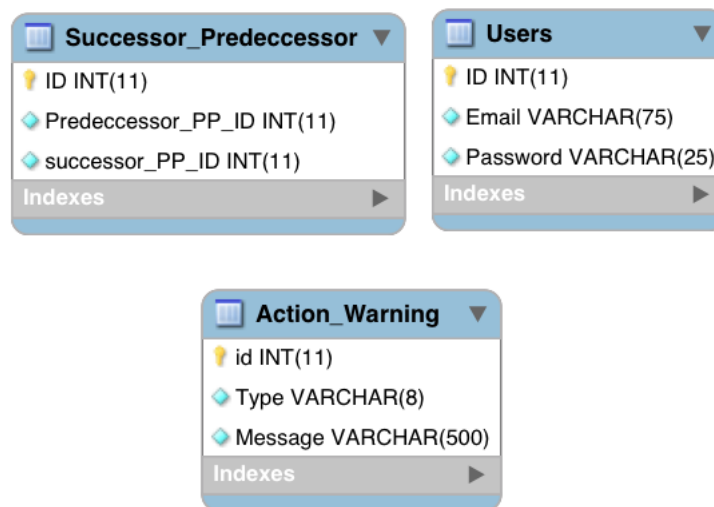 Successor_Predeccessor
ID INT(11)
Predeccessor_PP_ID INT(11)
successor_PP_ID INT(11)
Indexes
Users
ID INT(11)
Email VARCHAR(75)
Password VARCHAR(25)
Indexes
Action_Warning
id INT(11)
Type VARCHAR(8)
Message VARCHAR(500)
Indexes